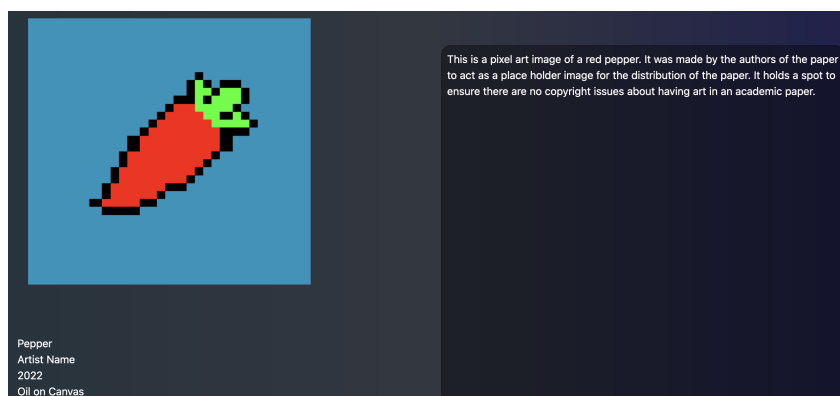 This is a pixel art image of a red pepper. It was made by the authors of the paper
to act as a place holder image for the distribution of the paper. It holds a spot to
ensure there are no copyright issues about having art in an academic paper.
Pepper
Artist Name
2022
Oil on Canvas